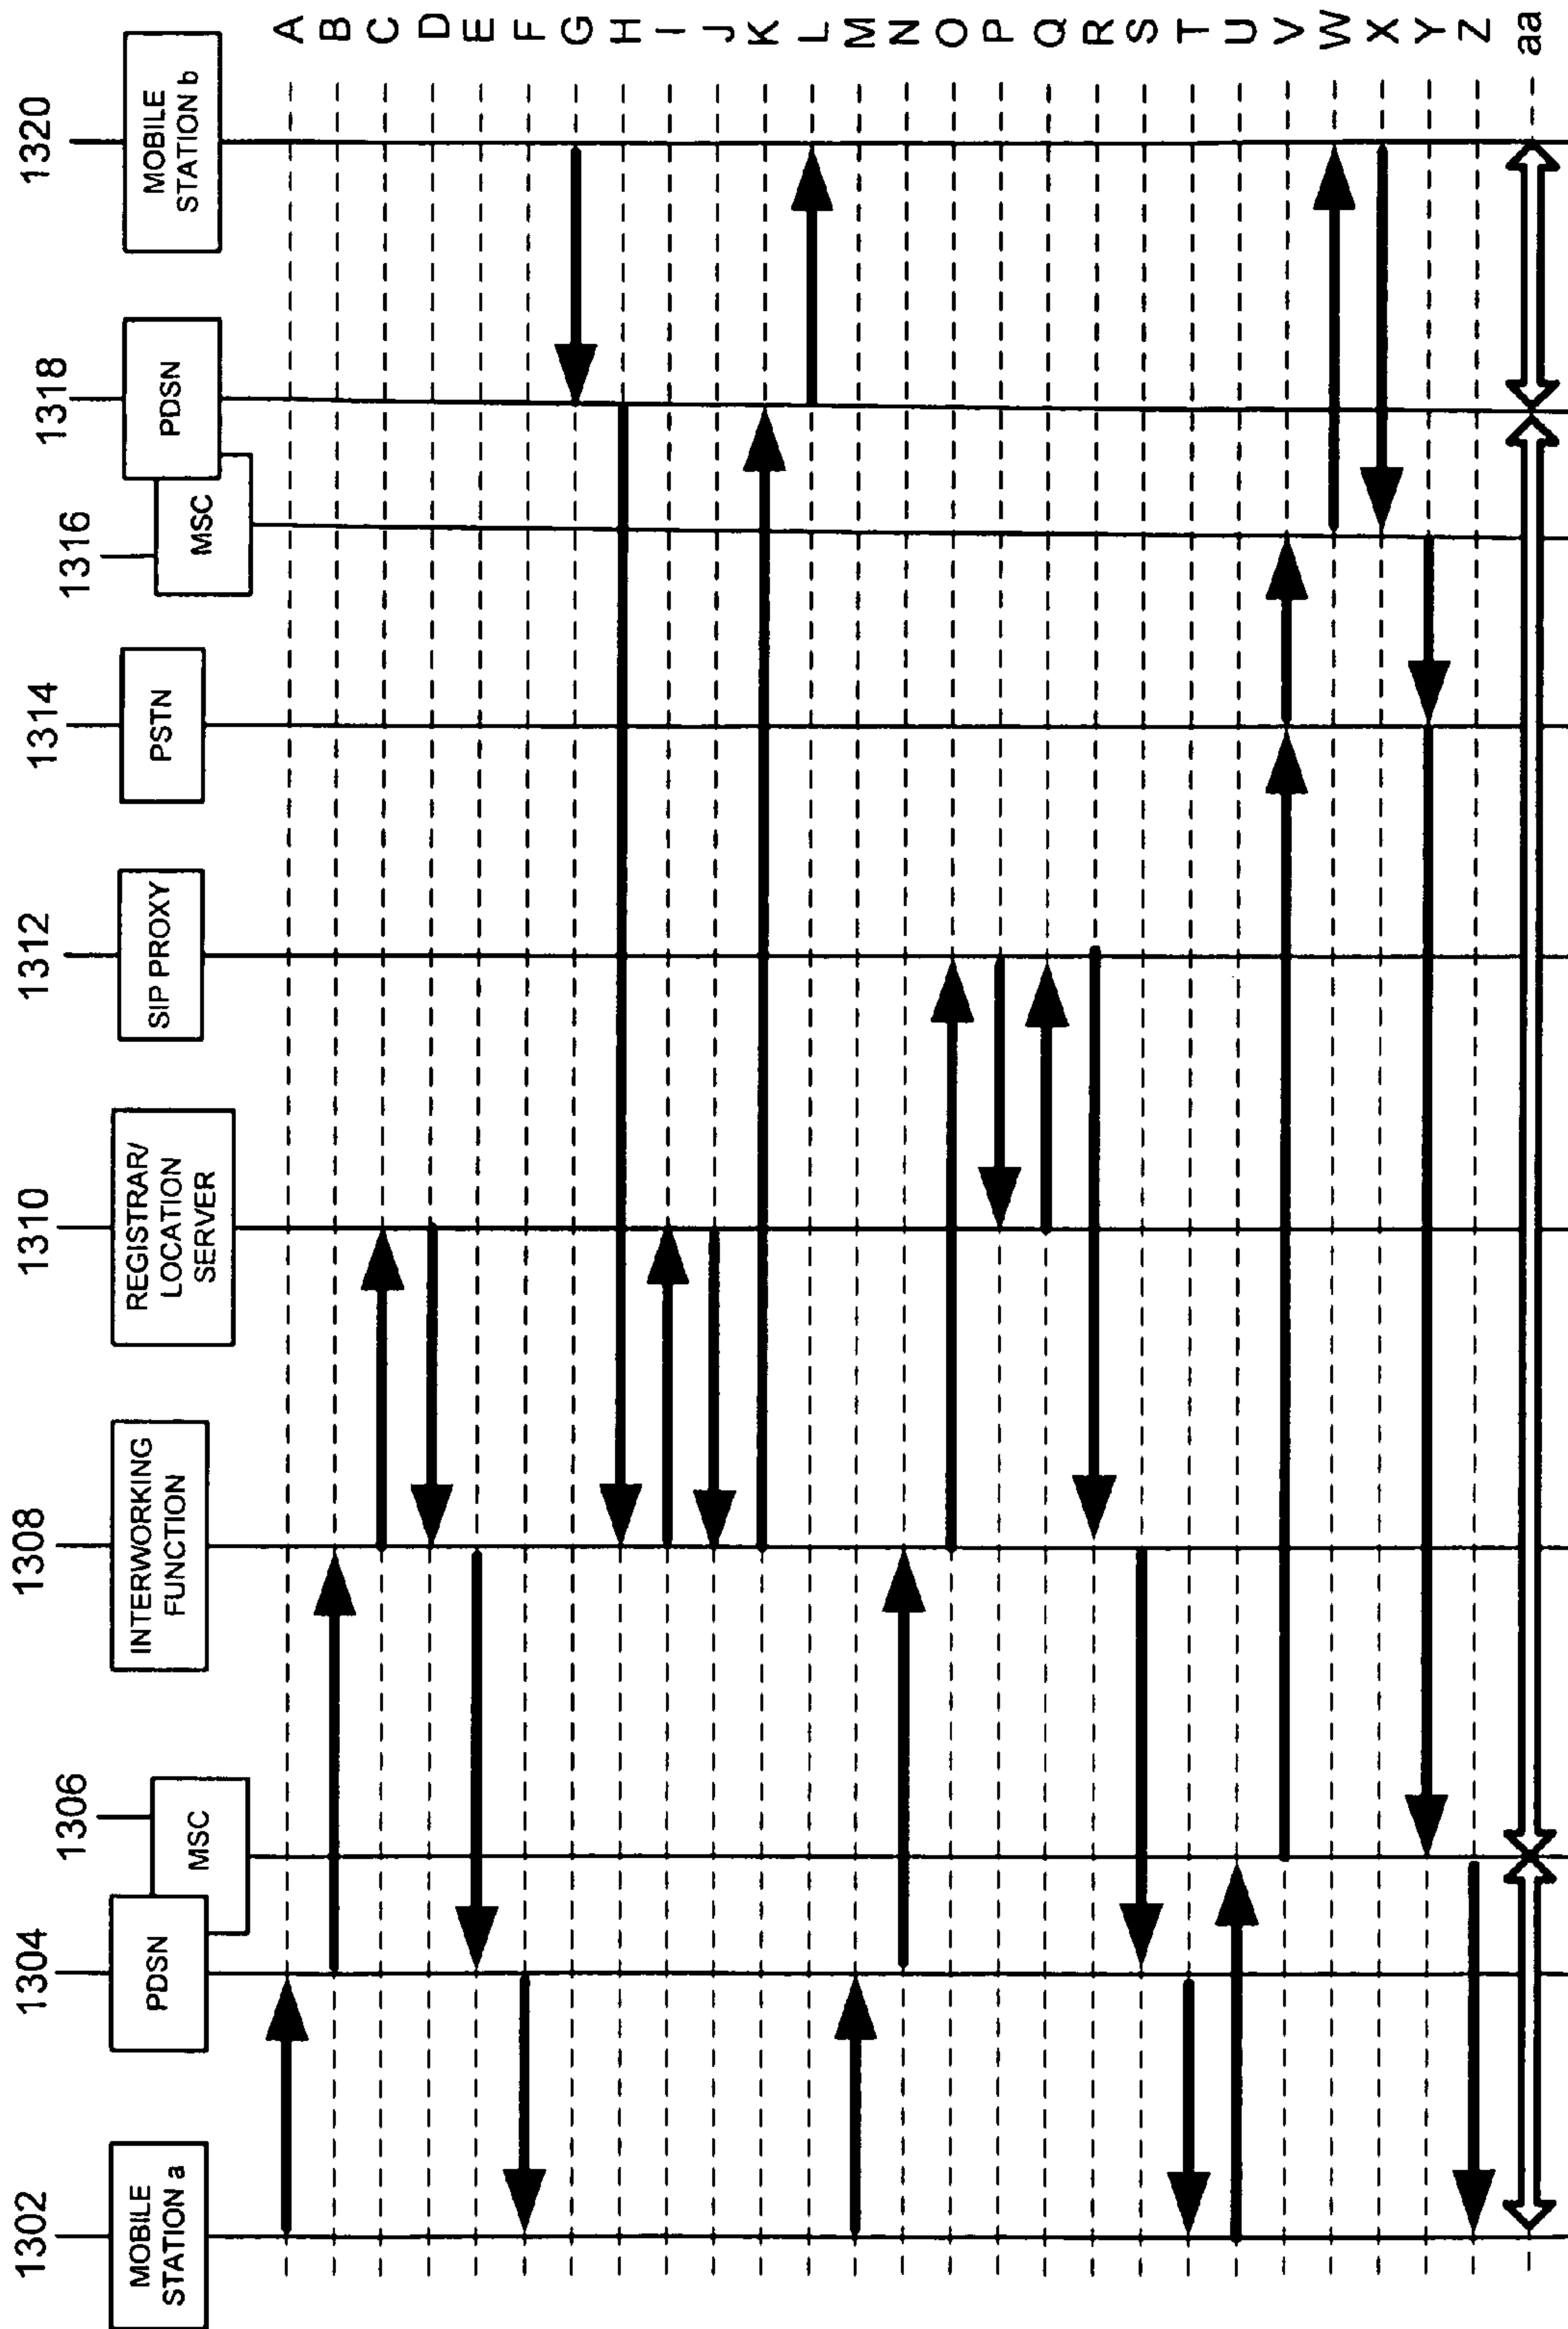 1302
MOBILE
STATION a
1304
PDSN
1306
MSC
1308
INTERWORKING
FUNCTION
1310
REGISTRAR/
LOCATION
SERVER
1312
SIP PROXY
1314
PSTN
1316
MSC
1318
PDSN
1320
MOBILE
STATION b
A
B
C
D
E
F
G
H
I
J
K
L
M
N
O
P
Q
R
S
T
U
V
W
X
Y
Z
aa